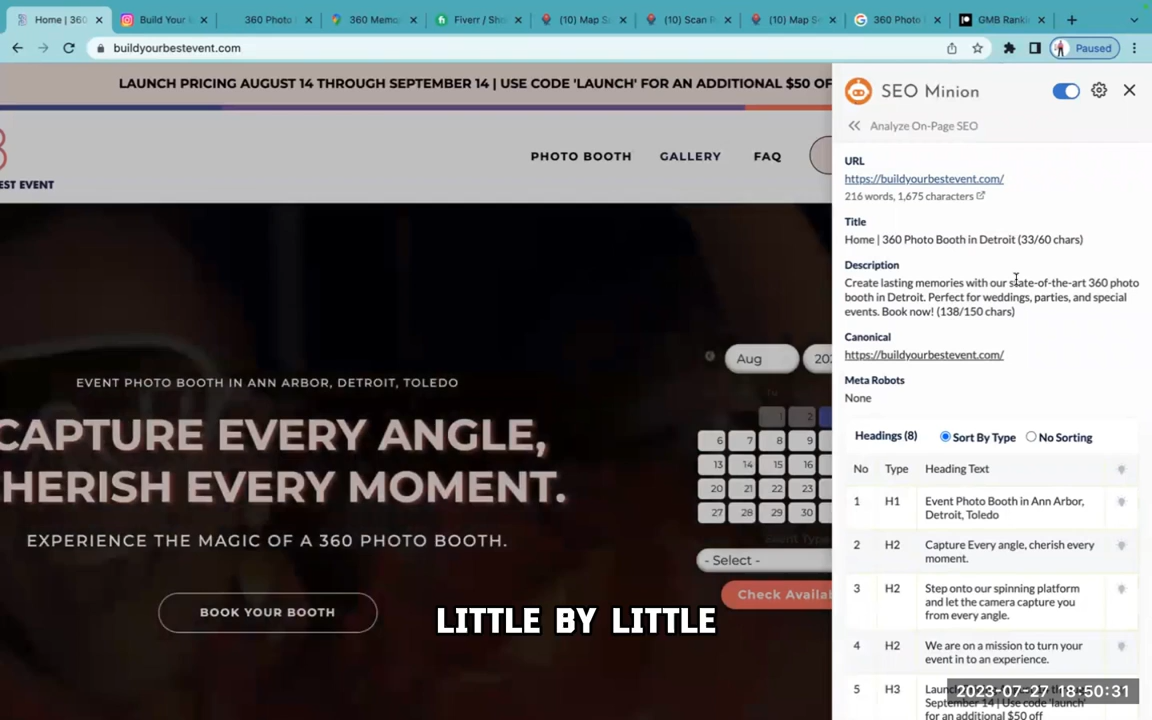 Home | 360
Build Your
360 Photo
360 Memor
Fiverr / Sho
(10) Map S
(10) Scan R
(10) Map S
360 Photo
GMB Ranki
buildyourbestevent.com
Paused
LAUNCH PRICING AUGUST 14 THROUGH SEPTEMBER 14 | USE CODE 'LAUNCH' FOR AN ADDITIONAL $50 OF
EST EVENT
PHOTO BOOTH
GALLERY
FAQ
EVENT PHOTO BOOTH IN ANN ARBOR, DETROIT, TOLEDO
CAPTURE EVERY ANGLE,
HERISH EVERY MOMENT.
EXPERIENCE THE MAGIC OF A 360 PHOTO BOOTH.
BOOK YOUR BOOTH
Aug
202
1 2
6 7 8 9
13 14 15 16
20 21 22 23
27 28 29 30
Event Type
- Select -
Check Availab
LITTLE BY LITTLE
SEO Minion
Analyze On-Page SEO
URL
https://buildyourbestevent.com/
216 words, 1,675 characters
Title
Home | 360 Photo Booth in Detroit (33/60 chars)
Description
Create lasting memories with our state-of-the-art 360 photo
booth in Detroit. Perfect for weddings, parties, and special
events. Book now! (138/150 chars)
Canonical
https://buildyourbestevent.com/
Meta Robots
None
Headings (8)
Sort By Type
No Sorting
No Type Heading Text
1 H1 Event Photo Booth in Ann Arbor,
Detroit, Toledo
2 H2 Capture Every angle, cherish every
moment.
3 H2 Step onto our spinning platform
and let the camera capture you
from every angle.
4 H2 We are on a mission to turn your
event in to an experience.
5 H3
September 14 | Use code 'launch'
for an additional $50 off
2023-07-27 18:50:31